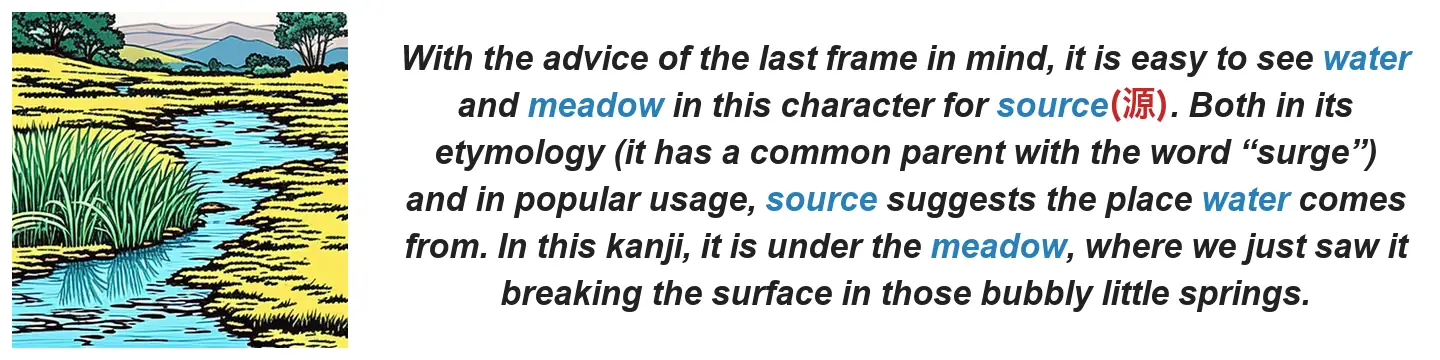 With the advice of the last frame in mind, it is easy to see water
and meadow in this character for source(源). Both in its
etymology (it has a common parent with the word “surge”)
and in popular usage, source suggests the place water comes
from. In this kanji, it is under the meadow, where we just saw it
breaking the surface in those bubbly little springs.